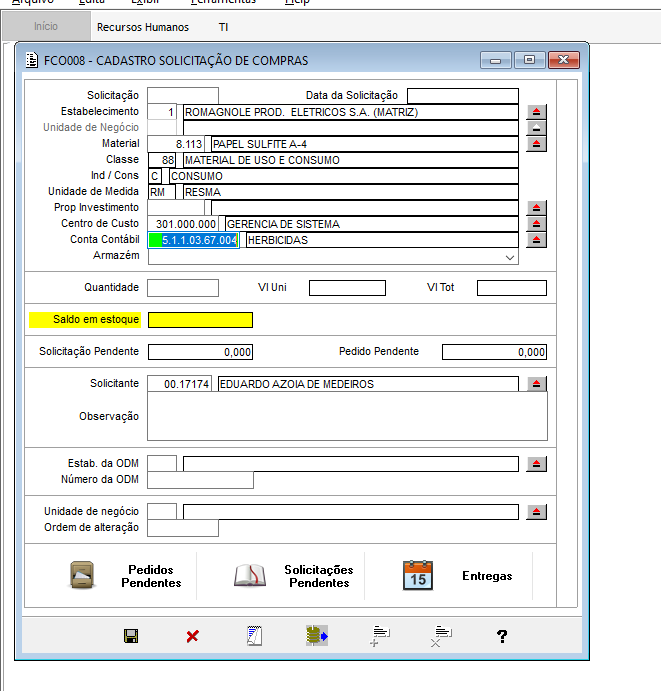 Arquivo Edita Exibir Ferramentas Help
Início Recursos Humanos TI
FCO008 - CADASTRO SOLICITAÇÃO DE COMPRAS
Solicitação Data da Solicitação
Estabelecimento 1 ROMAGNOLE PROD. ELETRICOS S.A. (MATRIZ)
Unidade de Negócio
Material 8.113 PAPEL SULFITE A-4
Classe 88 MATERIAL DE USO E CONSUMO
Ind / Cons C CONSUMO
Unidade de Medida RM RESMA
Prop Investimento
Centro de Custo 301.000.000 GERENCIA DE SISTEMA
Conta Contábil 5.1.1.03.67.004 HERBICIDAS
Armazém
Quantidade Vl Uni Vl Tot
Saldo em estoque
Solicitação Pendente 0,000 Pedido Pendente 0,000
Solicitante 00.17174 EDUARDO AZOIA DE MEDEIROS
Observação
Estab. da ODM
Número da ODM
Unidade de negócio
Ordem de alteração
Pedidos
Pendentes
Solicitações
Pendentes
15
Entregas
?